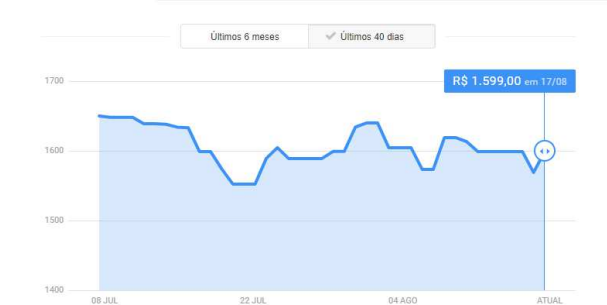 Últimos 6 meses
Últimos 40 dias
1700
R$ 1.599,00 em 17/08
1600
1500
1400
08 JUL
22 JUL
04 AGO
ATUAL